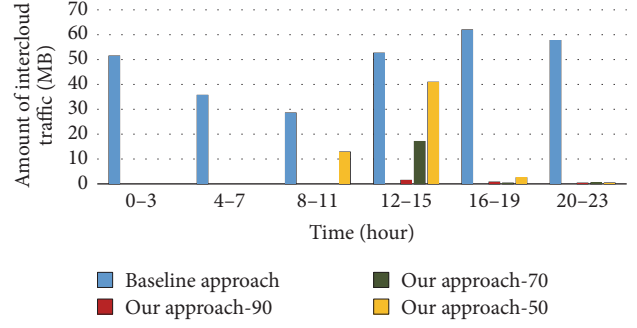 Amount of intercloud
traffic (MB)
70
60
50
40
30
20
10
0
0–3
4–7
8–11
12–15
16–19
20–23
Time (hour)
Baseline approach
Our approach-90
Our approach-70
Our approach-50